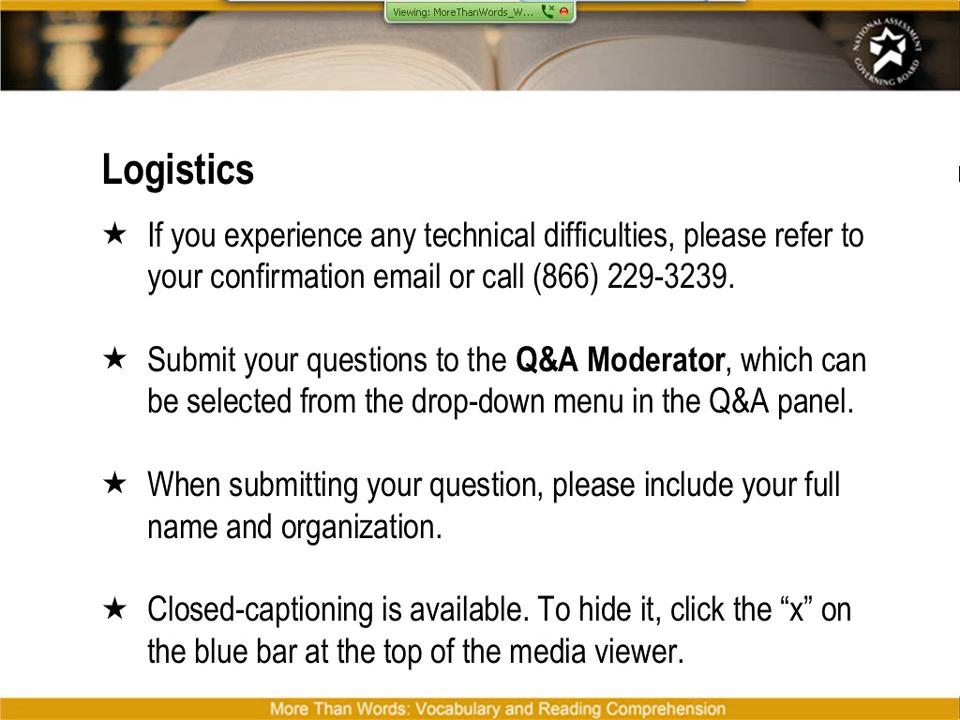 Viewing: MoreThanWords_W...
NATIONAL ASSESSMENT
GOVERNING BOARD
Logistics
★ If you experience any technical difficulties, please refer to
your confirmation email or call (866) 229-3239.
★ Submit your questions to the Q&A Moderator, which can
be selected from the drop-down menu in the Q&A panel.
★ When submitting your question, please include your full
name and organization.
★ Closed-captioning is available. To hide it, click the “x” on
the blue bar at the top of the media viewer.
More Than Words: Vocabulary and Reading Comprehension